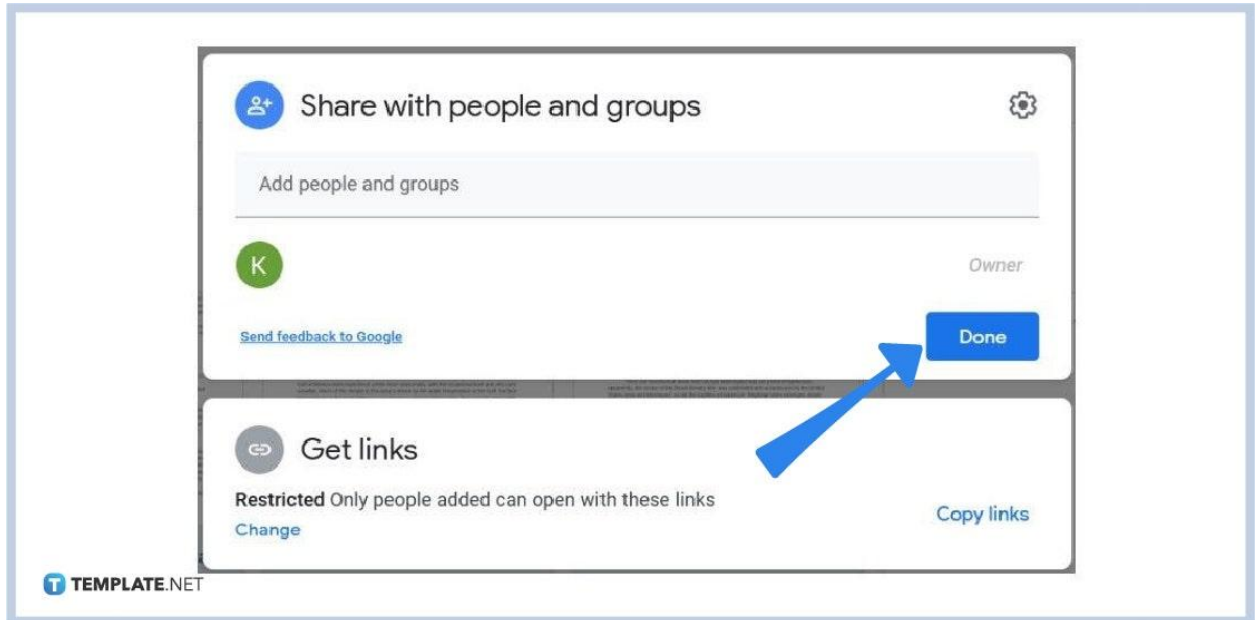 Share with people and groups
Add people and groups
K
Owner
Send feedback to Google
Done
Get links
Restricted Only people added can open with these links
Change
Copy links
T TEMPLATE.NET